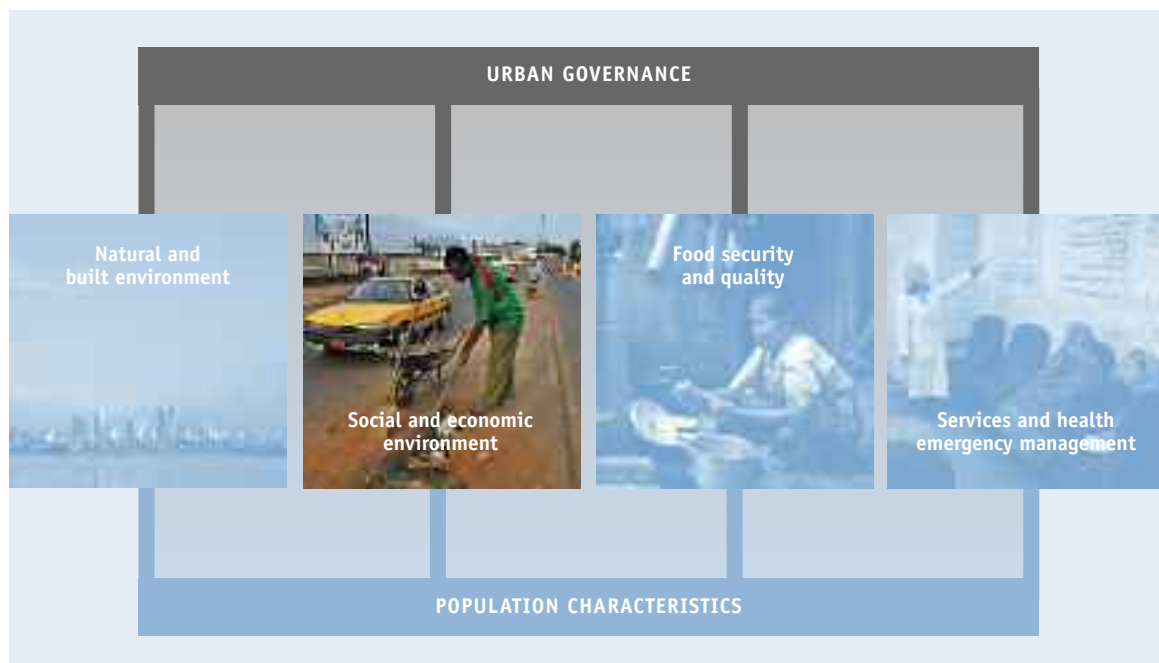 URBAN GOVERNANCE
Natural and
built environment
Social and economic
environment
Food security
and quality
Services and health
emergency management
POPULATION CHARACTERISTICS